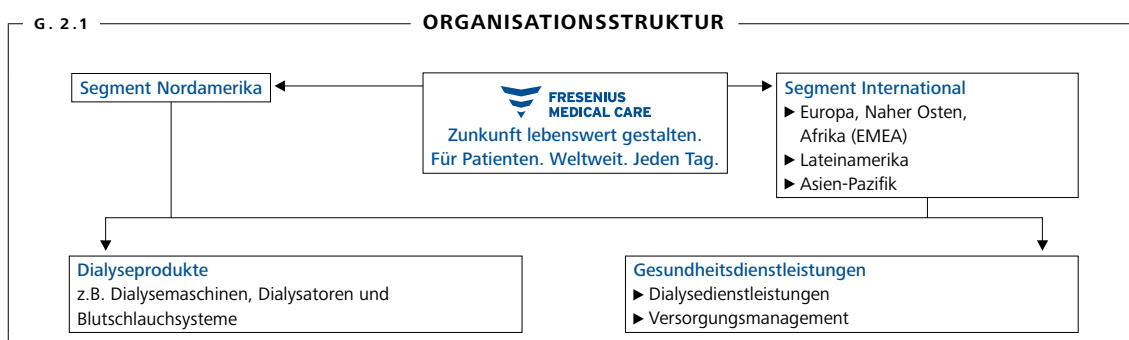 G. 2.1
ORGANISATIONSSTRUKTUR
Segment Nordamerika
FRESENIUS
MEDICAL CARE
Zunkunft lebenswert gestalten.
Für Patienten. Weltweit. Jeden Tag.
Segment International
▶ Europa, Naher Osten,
Afrika (EMEA)
▶ Lateinamerika
▶ Asien-Pazifik
Dialyseprodukte
z.B. Dialysemaschinen, Dialysatoren und
Blutschlauchsysteme
Gesundheitsdienstleistungen
▶ Dialysedienstleistungen
▶ Versorgungsmanagement